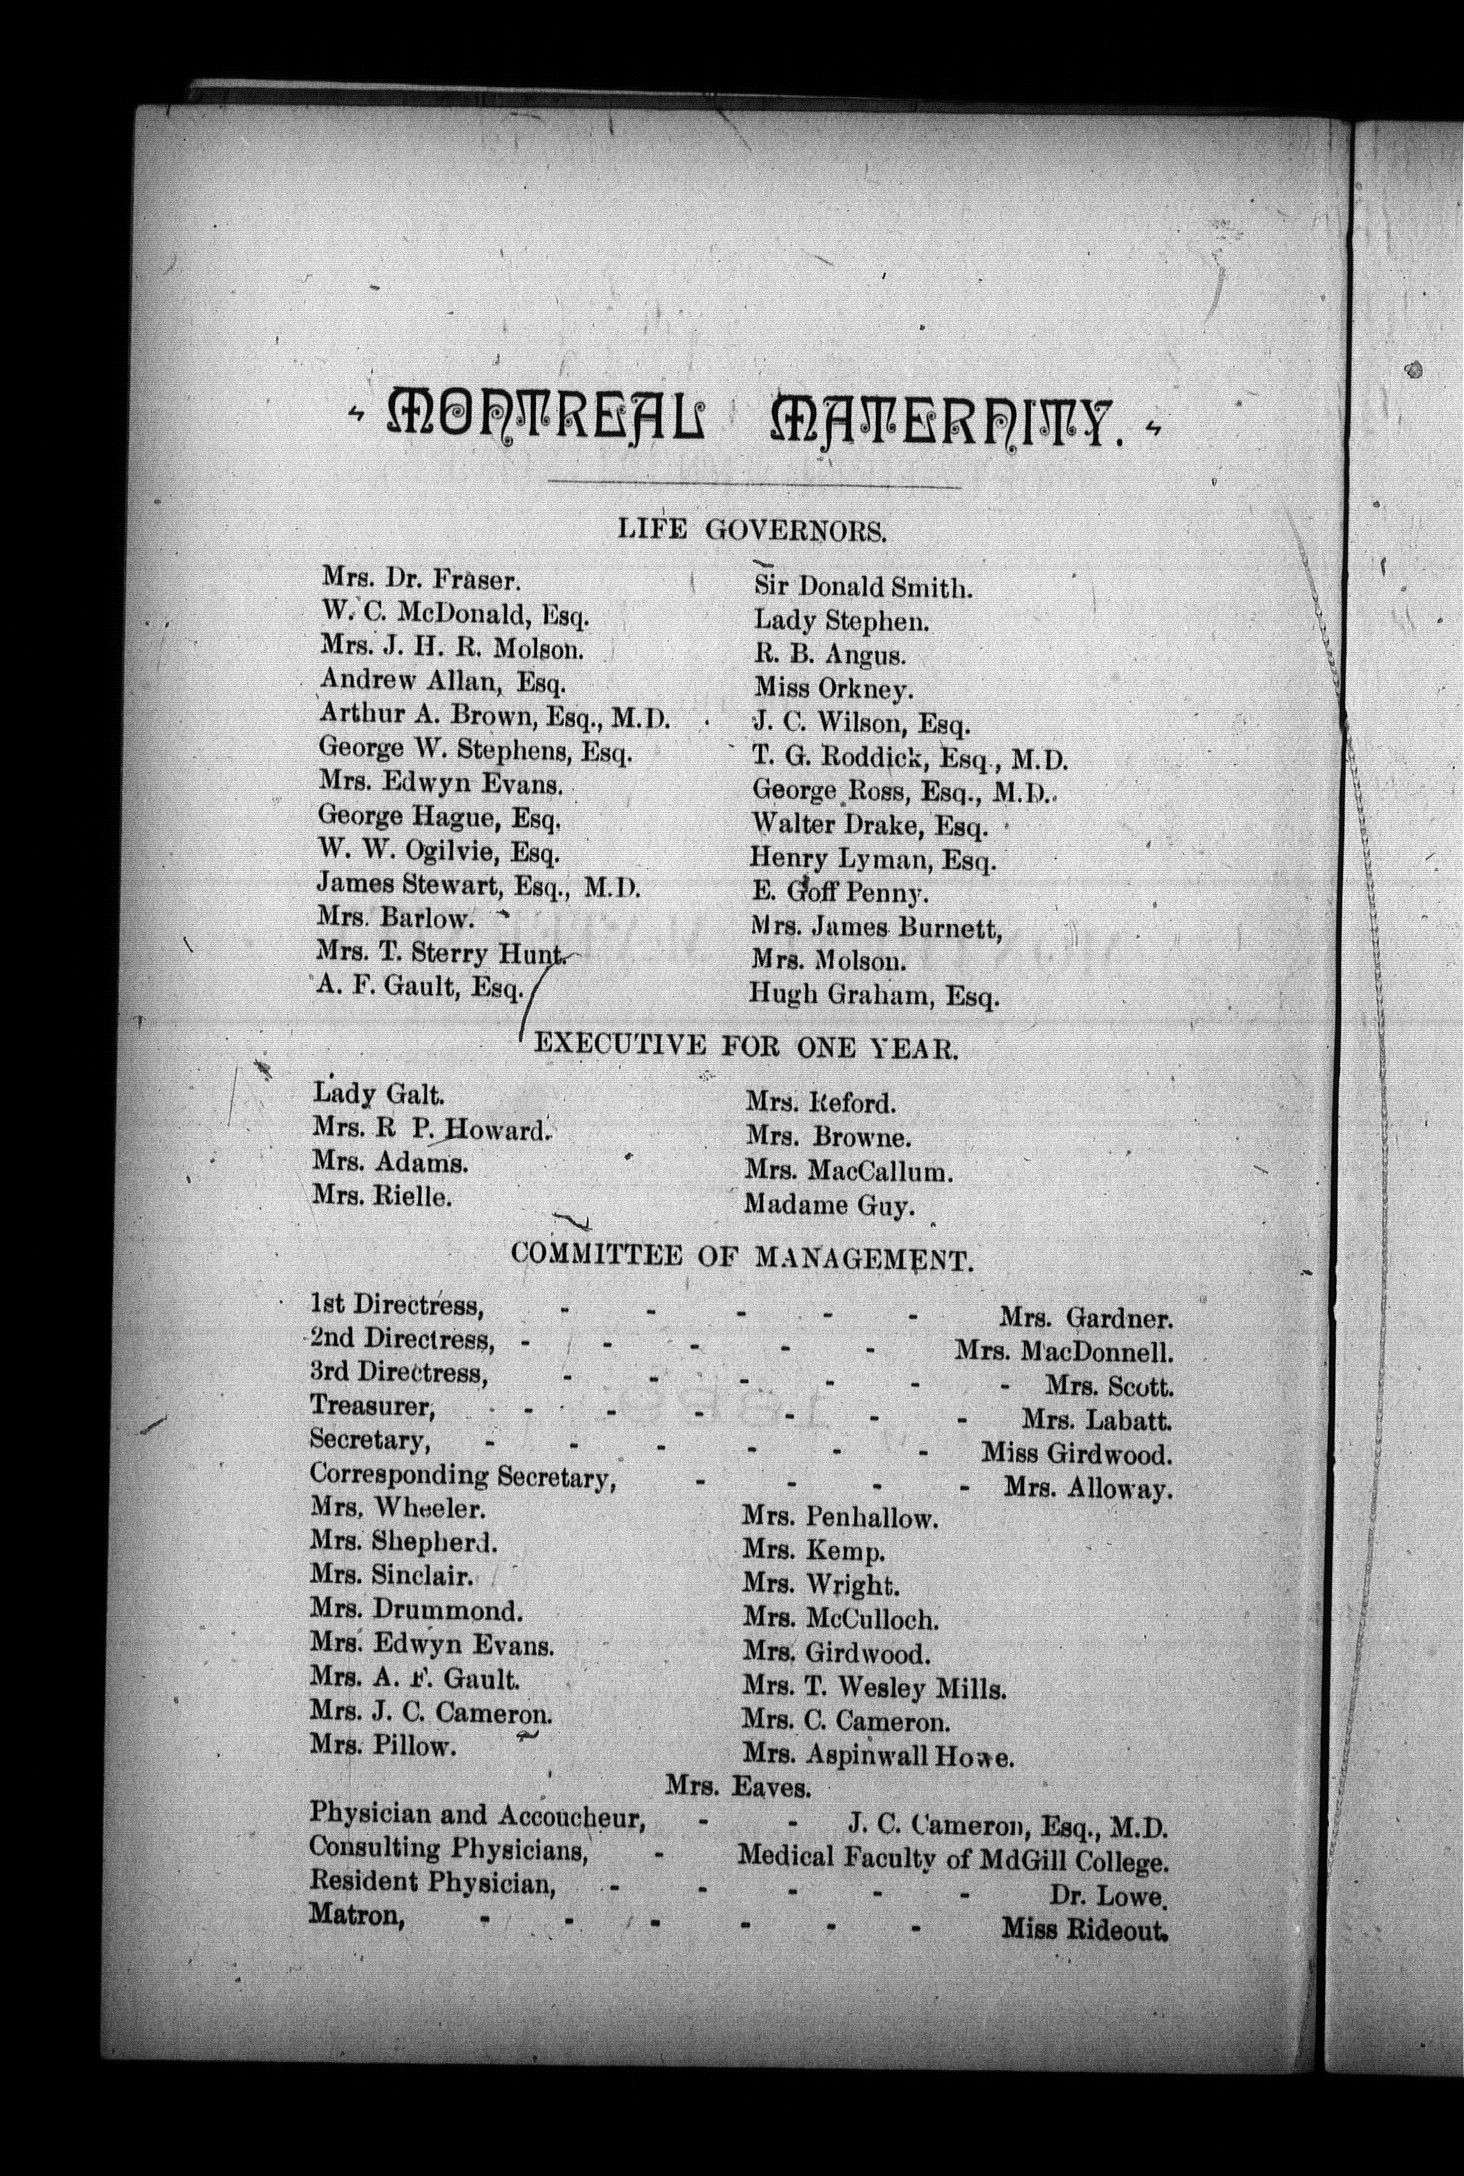 MONTREAL MATERNITY.
LIFE GOVERNORS.
Mrs. Dr. Fraser.
W. C. McDonald, Esq.
Mrs. J. H. R. Molson.
Andrew Allan, Esq.
Arthur A. Brown, Esq., M.D.
George W. Stephens, Esq.
Mrs. Edwyn Evans.
George Hague, Esq.
W. W. Ogilvie, Esq.
James Stewart, Esq., M.D.
Mrs. Barlow.
Mrs. T. Sterry Hunt.
A. F. Gault, Esq.
Sir Donald Smith.
Lady Stephen.
R. B. Angus.
Miss Orkney.
J. C. Wilson, Esq.
T. G. Roddick, Esq., M.D.
George Ross, Esq., M.D.
Walter Drake, Esq.
Henry Lyman, Esq.
E. Goff Penny.
Mrs. James Burnett,
Mrs. Molson.
Hugh Graham, Esq.
EXECUTIVE FOR ONE YEAR.
Lady Galt.
Mrs. R P. Howard.
Mrs. Adams.
Mrs. Rielle.
Mrs. Reford.
Mrs. Browne.
Mrs. MacCallum.
Madame Guy.
COMMITTEE OF MANAGEMENT.
1st Directress, - - - - - Mrs. Gardner.
2nd Directress, - - - - - Mrs. MacDonnell.
3rd Directress, - - - - - - Mrs. Scott.
Treasurer, - - - - - - Mrs. Labatt.
Secretary, - - - - - - Miss Girdwood.
Corresponding Secretary, - - - - Mrs. Alloway.
Mrs. Wheeler.
Mrs. Shepherd.
Mrs. Sinclair.
Mrs. Drummond.
Mrs. Edwyn Evans.
Mrs. A. F. Gault.
Mrs. J. C. Cameron.
Mrs. Pillow.
Mrs. Penhallow.
Mrs. Kemp.
Mrs. Wright.
Mrs. McCulloch.
Mrs. Girdwood.
Mrs. T. Wesley Mills.
Mrs. C. Cameron.
Mrs. Aspinwall Howe.
Mrs. Eaves.
Physician and Accoucheur, - - J. C. Cameron, Esq., M.D.
Consulting Physicians, - Medical Faculty of MdGill College.
Resident Physician, - - - - - Dr. Lowe.
Matron, - - - - - - Miss Rideout.